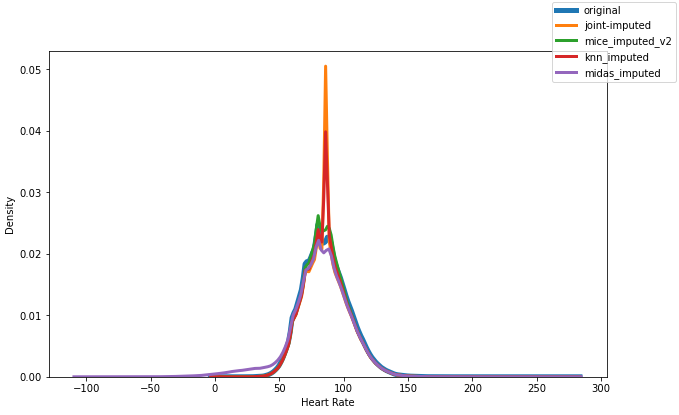 original
joint-imputed
mice_imputed_v2
knn_imputed
midas_imputed
0.05
0.04
0.03
0.02
0.01
0.00
Density
−100
−50
0
50
100
150
200
250
300
Heart Rate